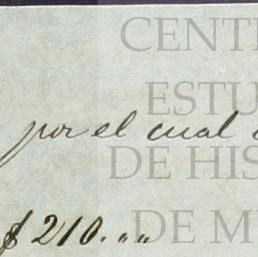 CENT
ESTU
por el cual
DE HIS
$ 210. " "
DE M